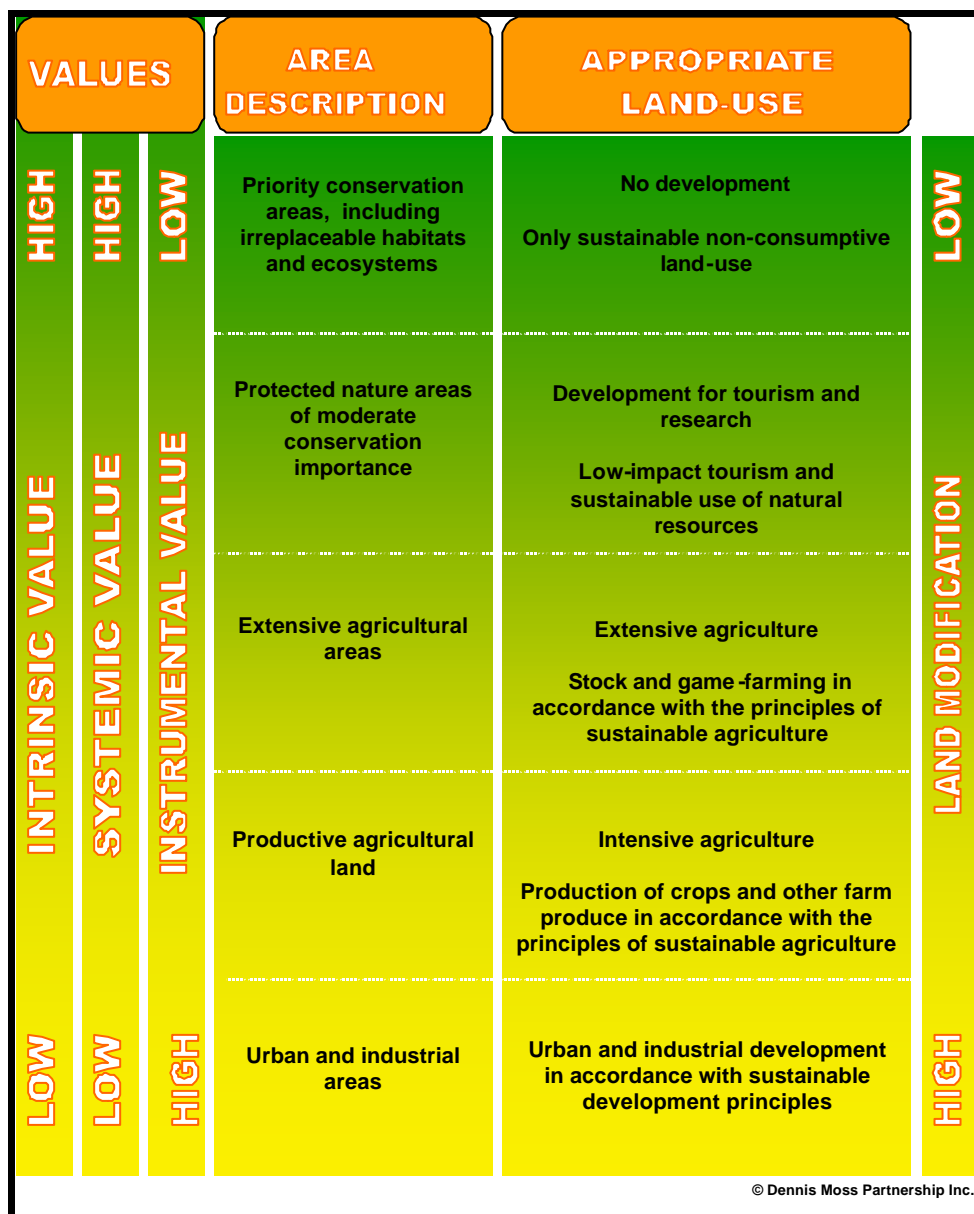 VALUES
AREA
DESCRIPTION
APPROPRIATE
LAND-USE
HIGH
HIGH
LOW
Priority conservation
areas, including
irreplaceable habitats
and ecosystems
No development
Only sustainable non-consumptive
land-use
LOW
INTRINSIC VALUE
SYSTEMIC VALUE
INSTRUMENTAL VALUE
Protected nature areas
of moderate
conservation
importance
Development for tourism and
research
Low-impact tourism and
sustainable use of natural
resources
LAND MODIFICATION
Extensive agricultural
areas
Extensive agriculture
Stock and game-farming in
accordance with the principles of
sustainable agriculture
Productive agricultural
land
Intensive agriculture
Production of crops and other farm
produce in accordance with the
principles of sustainable agriculture
LOW
LOW
HIGH
Urban and industrial
areas
Urban and industrial development
in accordance with sustainable
development principles
HIGH
© Dennis Moss Partnership Inc.